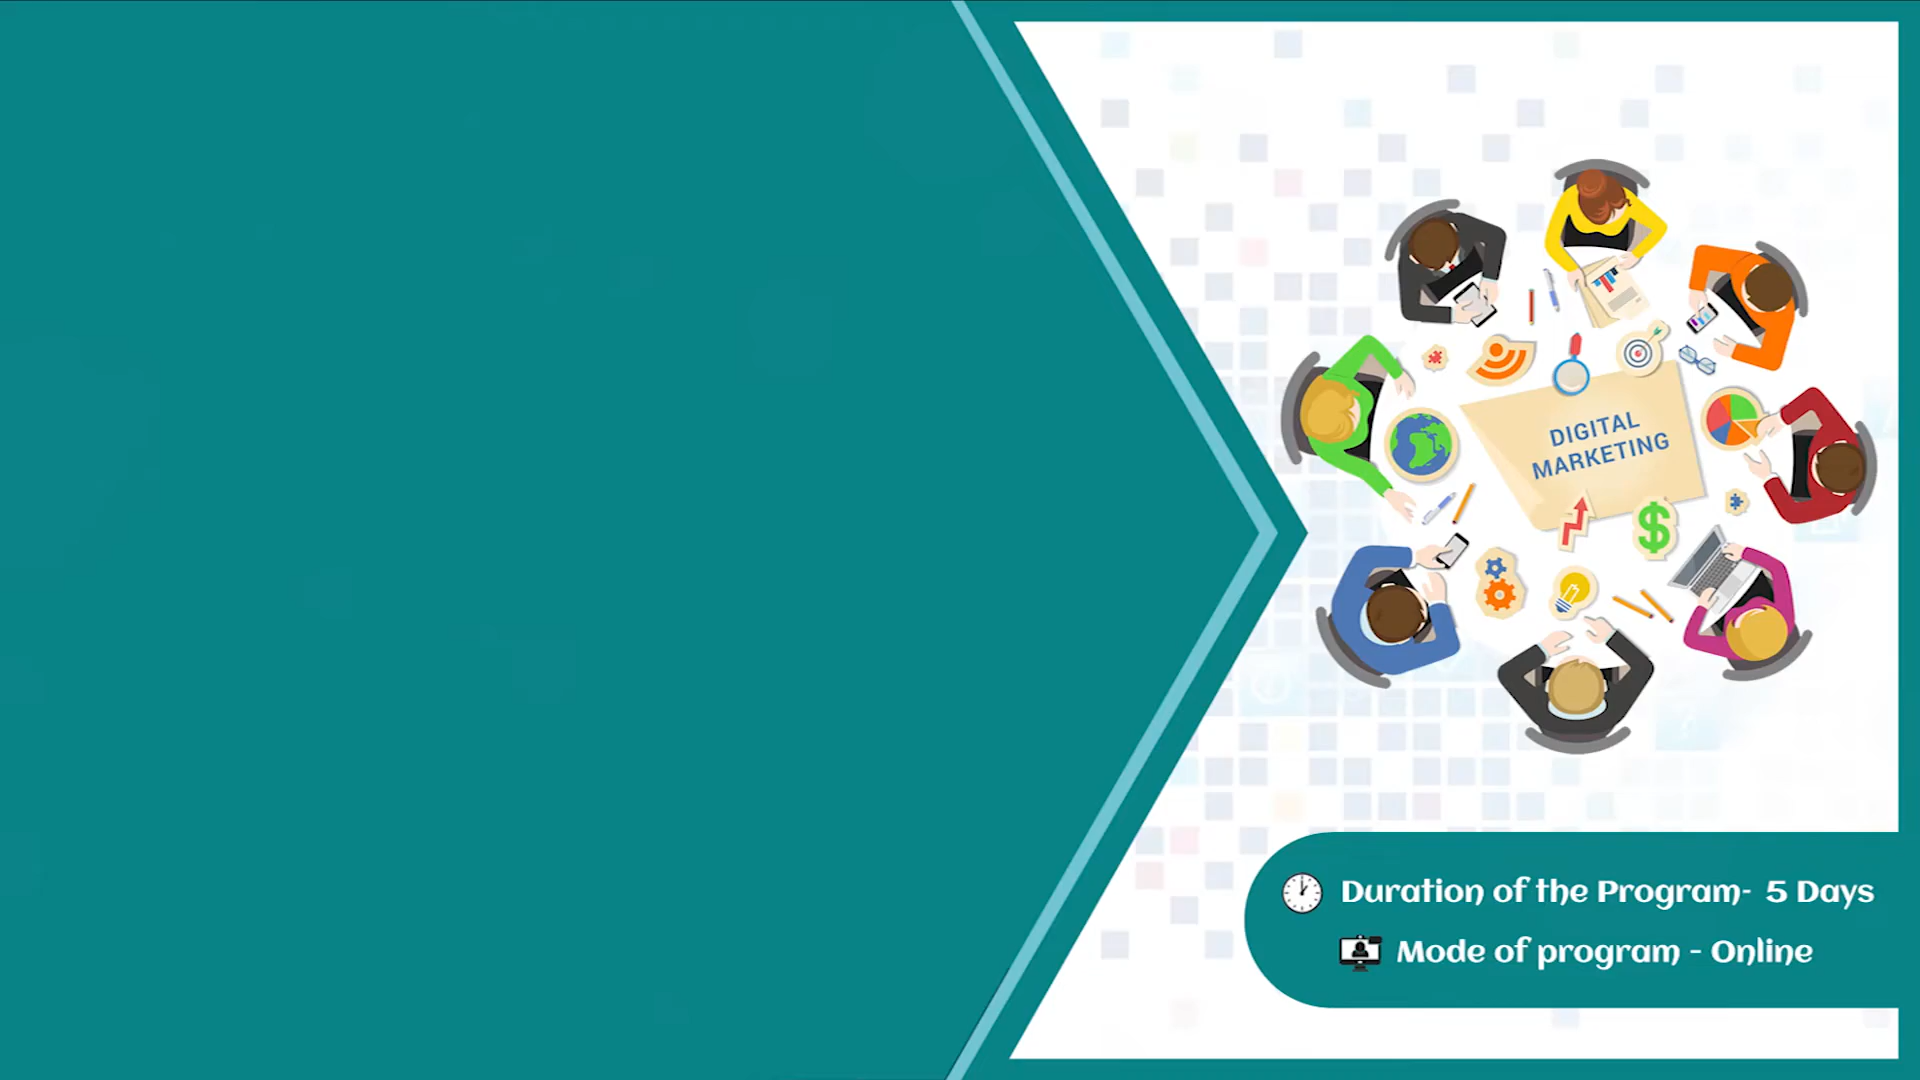 DIGITAL
MARKETING
Duration of the Program- 5 Days
Mode of program - Online